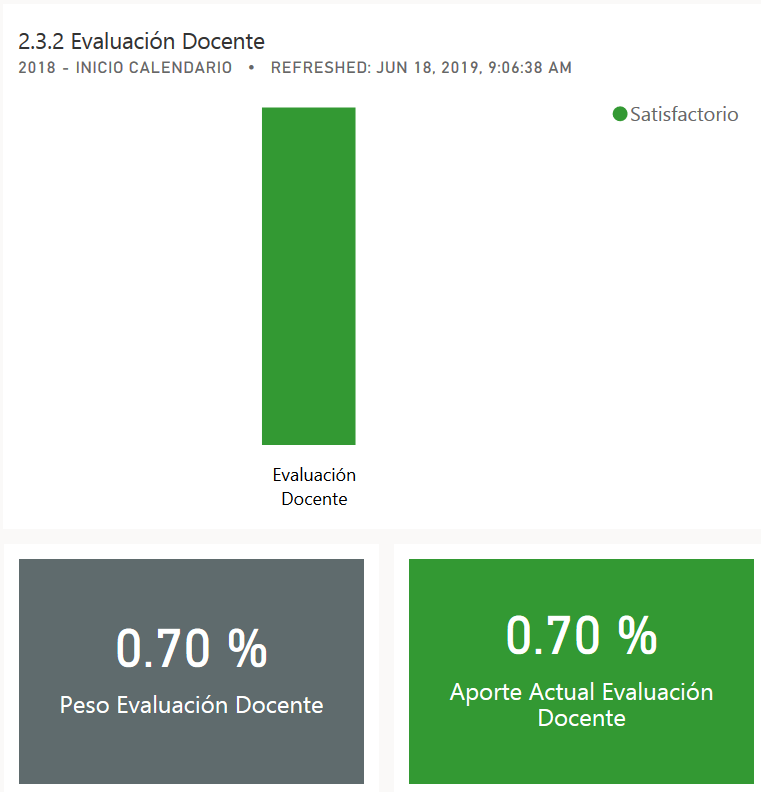 2.3.2 Evaluación Docente
2018 - INICIO CALENDARIO • REFRESHED: JUN 18, 2019, 9:06:38 AM
Satisfactorio
Evaluación
Docente
0.70 %
Peso Evaluación Docente
0.70 %
Aporte Actual Evaluación
Docente